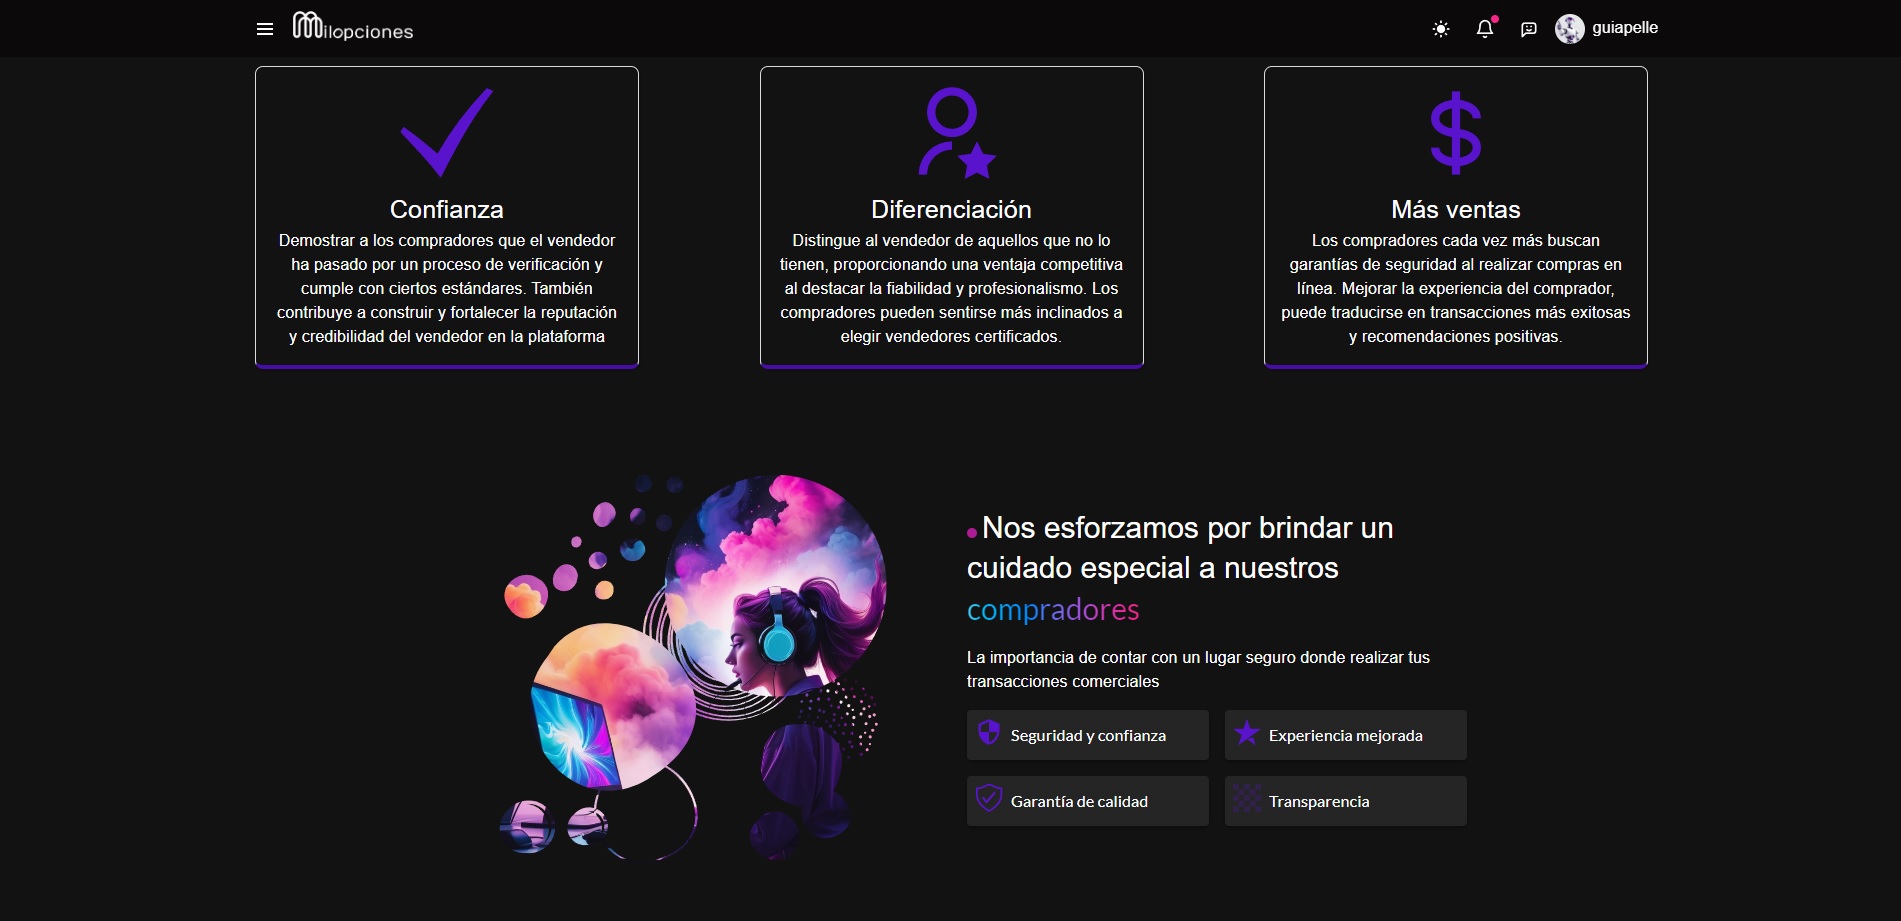 Milopciones
guiapelle
Confianza
Demostrar a los compradores que el vendedor
ha pasado por un proceso de verificación y
cumple con ciertos estándares. También
contribuye a construir y fortalecer la reputación
y credibilidad del vendedor en la plataforma
Diferenciación
Distingue al vendedor de aquellos que no lo
tienen, proporcionando una ventaja competitiva
al destacar la fiabilidad y profesionalismo. Los
compradores pueden sentirse más inclinados a
elegir vendedores certificados.
Más ventas
Los compradores cada vez más buscan
garantías de seguridad al realizar compras en
línea. Mejorar la experiencia del comprador,
puede traducirse en transacciones más exitosas
y recomendaciones positivas.
Nos esforzamos por brindar un
cuidado especial a nuestros
compradores
La importancia de contar con un lugar seguro donde realizar tus
transacciones comerciales
Seguridad y confianza
Experiencia mejorada
Garantía de calidad
Transparencia